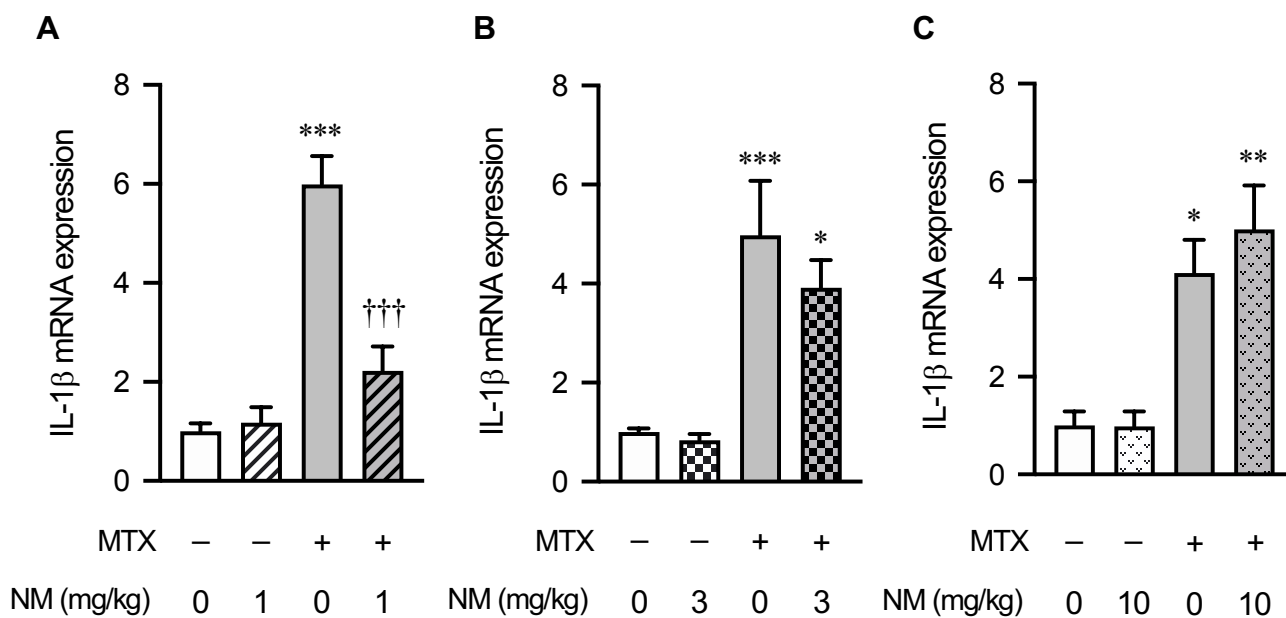 A
IL-1β mRNA expression
8
6
4
2
0
***
†††
MTX – – + +
NM (mg/kg) 0 1 0 1
B
IL-1β mRNA expression
8
6
4
2
0
***
*
MTX – – + +
NM (mg/kg) 0 3 0 3
C
IL-1β mRNA expression
8
6
4
2
0
*
**
MTX – – + +
NM (mg/kg) 0 10 0 10